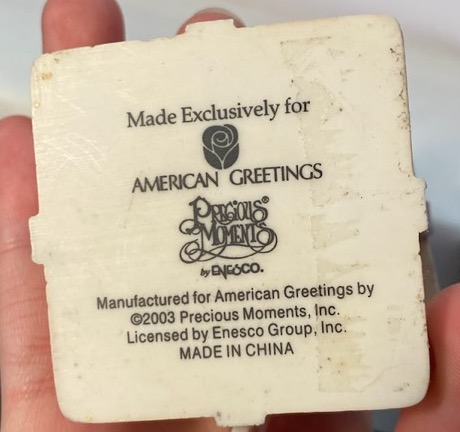 Made Exclusively for
AMERICAN GREETINGS
PRECIOUS®
MOMENTS
by ENESCO.
Manufactured for American Greetings by
©2003 Precious Moments, Inc.
Licensed by Enesco Group, Inc.
MADE IN CHINA